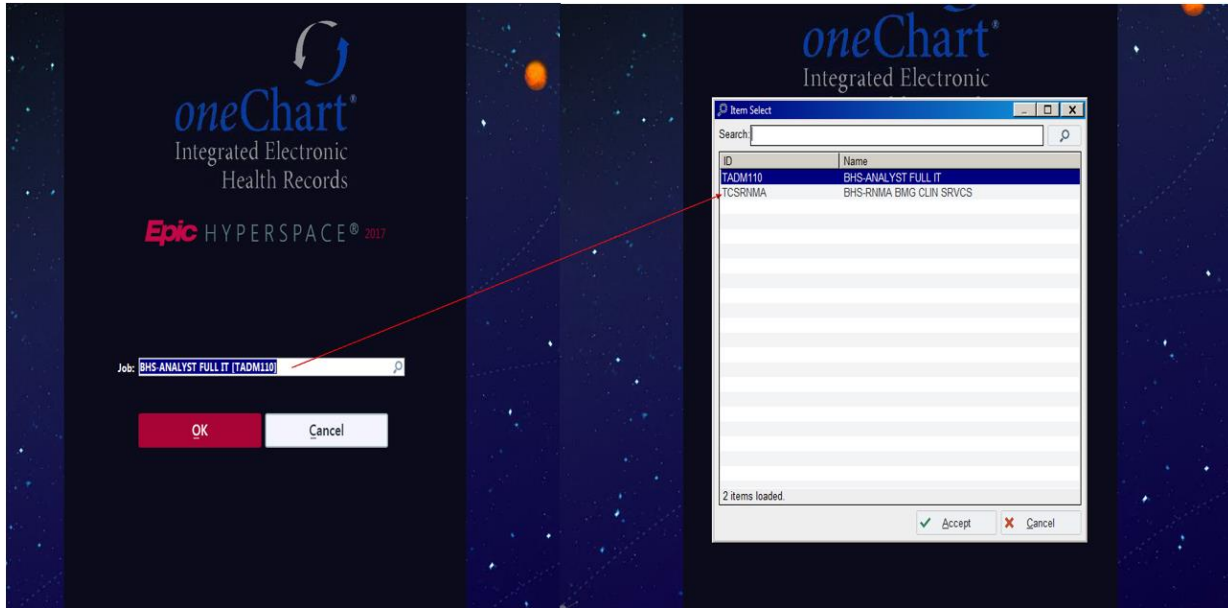 oneChart®
Integrated Electronic
Health Records
Epic HYPERSPACE® 2017
Job: BHS-ANALYST FULL IT [TADM110]
OK Cancel
oneChart®
Integrated Electronic
Item Select
Search:
ID Name
TADM110 BHS-ANALYST FULL IT
TCSRNMA BHS-RNMA BMG CLIN SRVCS
2 items loaded.
Accept Cancel